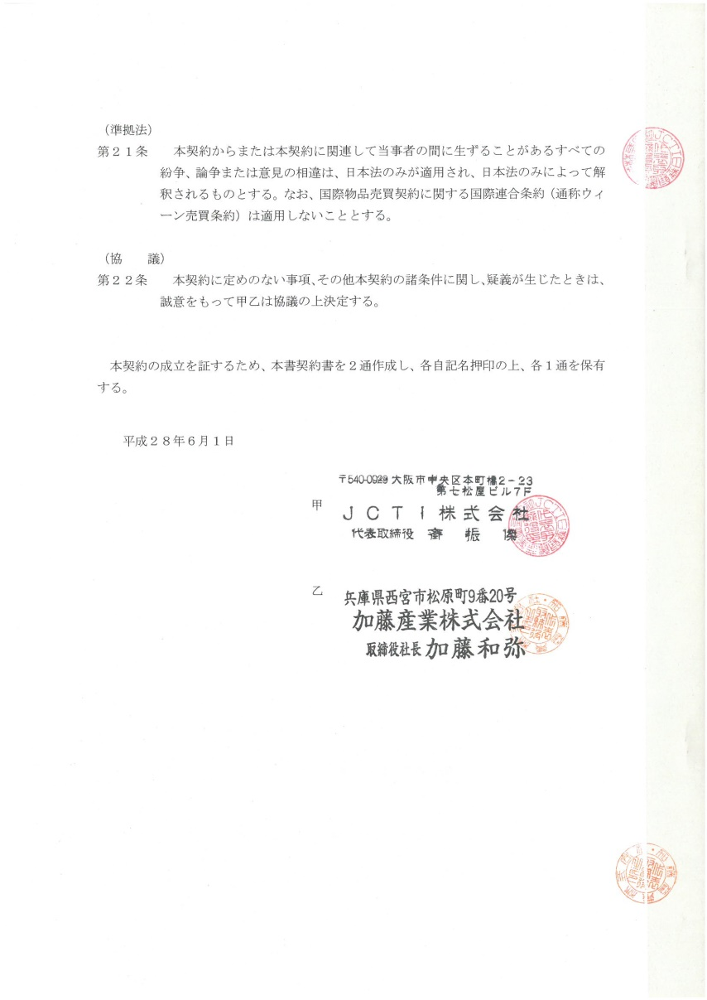 （準拠法）
第２１条　　本契約からまたは本契約に関連して当事者の間に生ずることがあるすべての
紛争、論争または意見の相違は、日本法のみが適用され、日本法のみによって解
釈されるものとする。なお、国際物品売買契約に関する国際連合条約（通称ウィ
ーン売買条約）は適用しないこととする。
（協　　議）
第２２条　　本契約に定めのない事項、その他本契約の諸条件に関し、疑義が生じたときは、
誠意をもって甲乙は協議の上決定する。
本契約の成立を証するため、本書契約書を２通作成し、各自記名押印の上、各１通を保有
する。
平成２８年６月１日
〒540-0029 大阪市中央区本町橋2－23
第七松屋ビル7F
甲　ＪＣＴＩ株式会社
代表取締役　振
乙　兵庫県西宮市松原町9番20号
加藤産業株式会社
取締役社長 加藤和弥